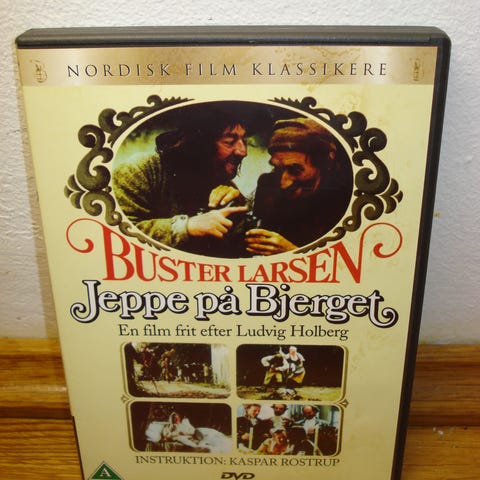 NORDISK FILM KLASSIKERE
BUSTER LARSEN
Jeppe på Bjerget
En film frit efter Ludvig Holberg
INSTRUKTION: KASPAR ROSTRUP
A
DVD